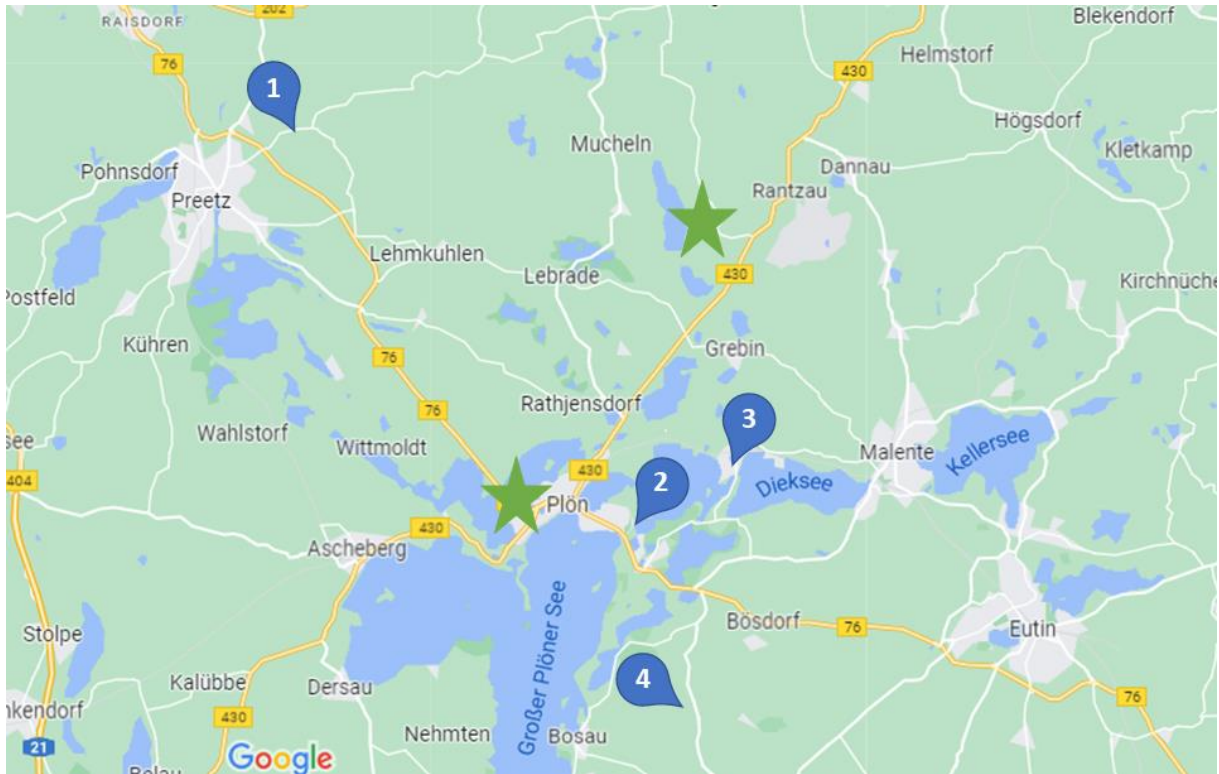 RAISDORF
202
Blekendorf
76
430
Helmstorf
1
Högsdorf
Mucheln
Kletkamp
Pohnsdorf
Dannau
Preetz
Rantzau
Lehmkuhlen
Lebrade
430
Kirchnüche
Postfeld
Kühren
76
Grebin
76
Rathjensdorf
3
Wahlstorf
Wittmoldt
see
Malente
Kellersee
404
430
2
Dieksee
Plön
430
Ascheberg
Großer Plöner See
Bösdorf
76
Eutin
Stolpe
4
Kalübbe
Dersau
76
nkendorf
430
Nehmten
Bosau
21
Google